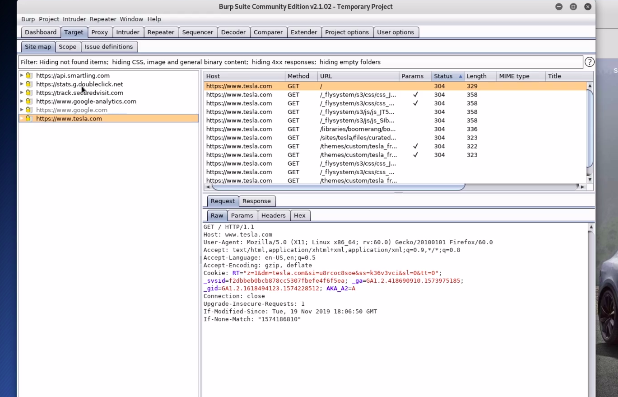 Burp Suite Community Edition v2.1.02 - Temporary Project
Burp Project Intruder Repeater Window Help
Dashboard Target Proxy Intruder Repeater Sequencer Decoder Comparer Extender Project options User options
Site map Scope Issue definitions
Filter: Hiding not found items; hiding CSS, image and general binary content; hiding 4xx responses; hiding empty folders ?
https://api.smartling.com
https://stats.g.doubleclick.net
https://track.securedvisit.com
https://www.google-analytics.com
https://www.google.com
https://www.tesla.com
Host Method URL Params Status Length MIME type Title
https://www.tesla.com GET / 304 329
https://www.tesla.com GET /_flysystem/s3/css/css_J... ✓ 304 358
https://www.tesla.com GET /_flysystem/s3/css/css_... ✓ 304 358
https://www.tesla.com GET /_flysystem/s3/js/js_JT5... 304 358
https://www.tesla.com GET /_flysystem/s3/js/js_Sib... 304 358
https://www.tesla.com GET /libraries/boomerang/bo... 304 336
https://www.tesla.com GET /sites/tesla/files/curated... 304 323
https://www.tesla.com GET /themes/custom/tesla_fr... ✓ 304 322
https://www.tesla.com GET /themes/custom/tesla_fr... ✓ 304 323
https://www.tesla.com GET /_flysystem/s3/css/css_J...
https://www.tesla.com GET /_flysystem/s3/css/css_...
https://www.tesla.com GET /themes/custom/tesla_fr...
Request Response
Raw Params Headers Hex
GET / HTTP/1.1
Host: www.tesla.com
User-Agent: Mozilla/5.0 (X11; Linux x86_64; rv:60.0) Gecko/20100101 Firefox/60.0
Accept: text/html,application/xhtml+xml,application/xml;q=0.9,*/*;q=0.8
Accept-Language: en-US,en;q=0.5
Accept-Encoding: gzip, deflate
Connection: close
Upgrade-Insecure-Requests: 1
If-Modified-Since: Tue, 19 Nov 2019 18:06:50 GMT
If-None-Match: "1574186810"